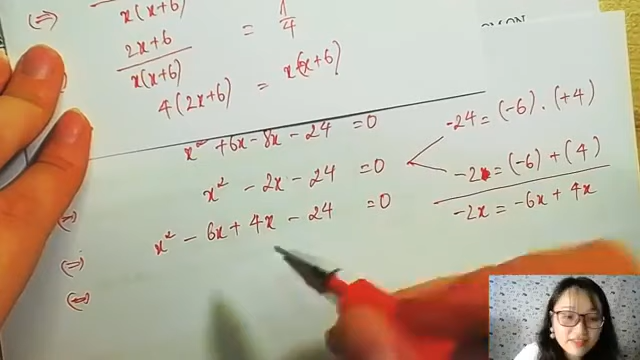 (=) x(x+6)
2x+6 / x(x+6) = 1/4
4(2x+6) = x(x+6)
x² + 6x - 8x - 24 = 0
x² - 2x - 24 = 0
x² - 6x + 4x - 24 = 0
-24 = (-6) . (+4)
-2 = (-6) + (4)
-2x = -6x + 4x
(=)
(=)
(=)